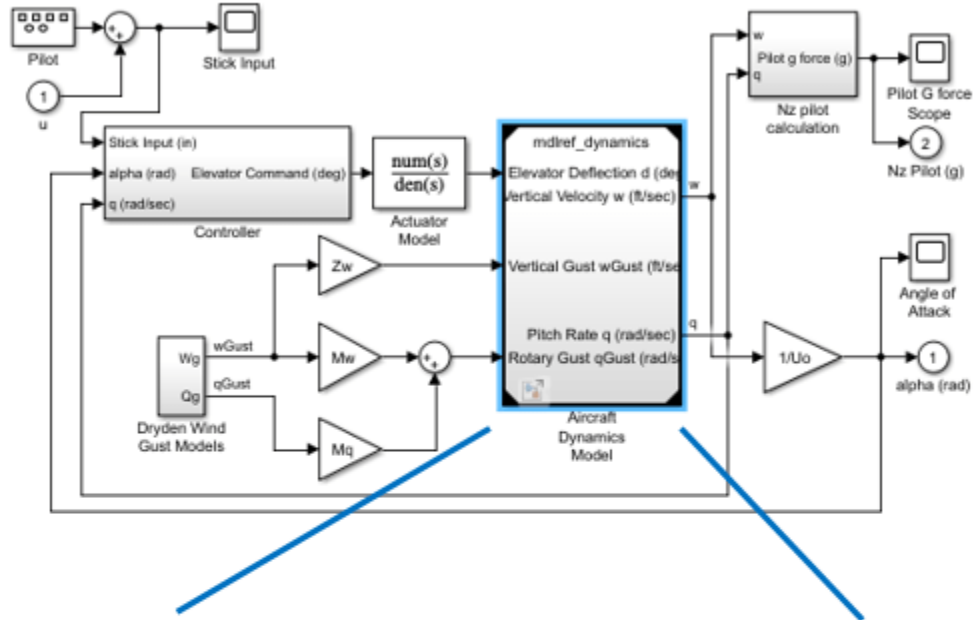 Pilot
Stick Input
1
u
w
Pilot g force (g)
q
Nz pilot
calculation
Pilot G force
Scope
2
Nz Pilot (g)
Stick Input (in)
alpha (rad)
Elevator Command (deg)
q (rad/sec)
Controller
num(s)
den(s)
Actuator
Model
mdlref_dynamics
Elevator Deflection d (deg
Vertical Velocity w (ft/sec)
Vertical Gust wGust (ft/se
Pitch Rate q (rad/sec)
Rotary Gust qGust (rad/s
Aircraft
Dynamics
Model
w
q
Zw
Mw
Mq
Wg
Qg
wGust
qGust
Dryden Wind
Gust Models
1/Uo
Angle of
Attack
1
alpha (rad)